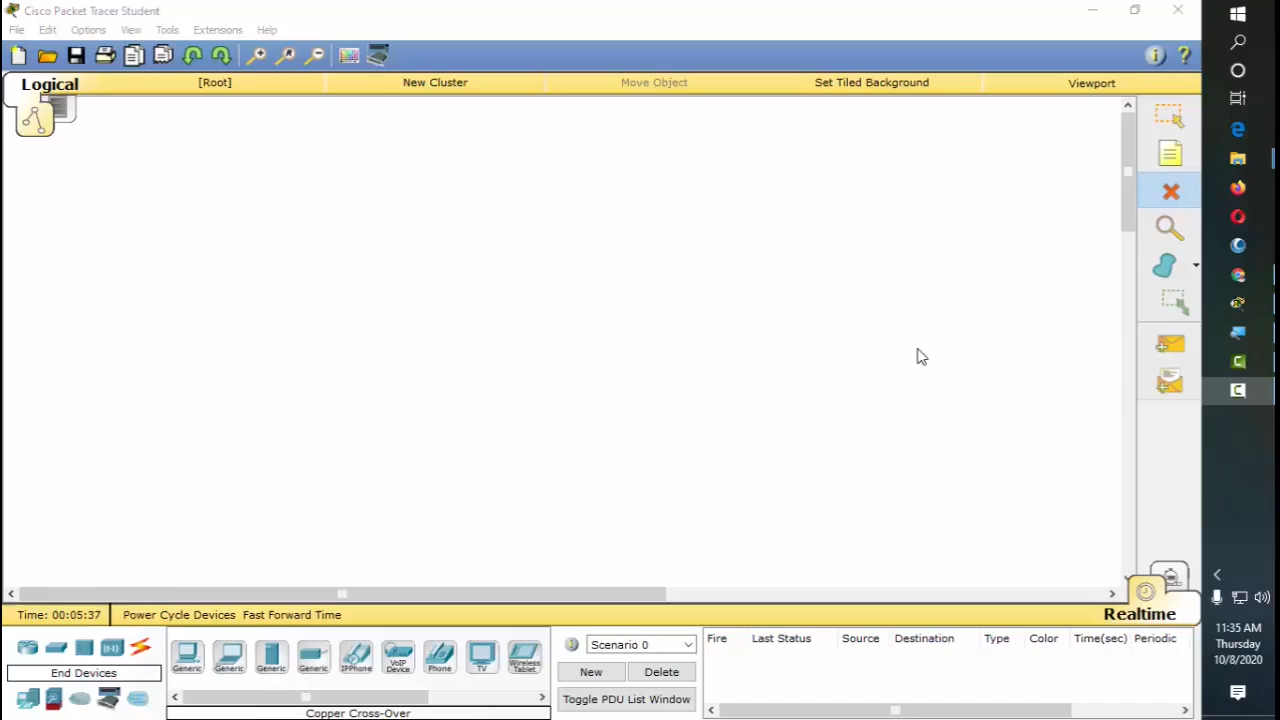 Cisco Packet Tracer Student
File Edit Options View Tools Extensions Help
Logical [Root] New Cluster Move Object Set Tiled Background Viewport
Time: 00:05:37 Power Cycle Devices Fast Forward Time
Realtime
End Devices
Generic Generic Generic Generic IPPhone VoIP Device Phone TV Wireless Tablet
Copper Cross-Over
Scenario 0
New Delete
Toggle PDU List Window
Fire Last Status Source Destination Type Color Time(sec) Periodic
11:35 AM
Thursday
10/8/2020